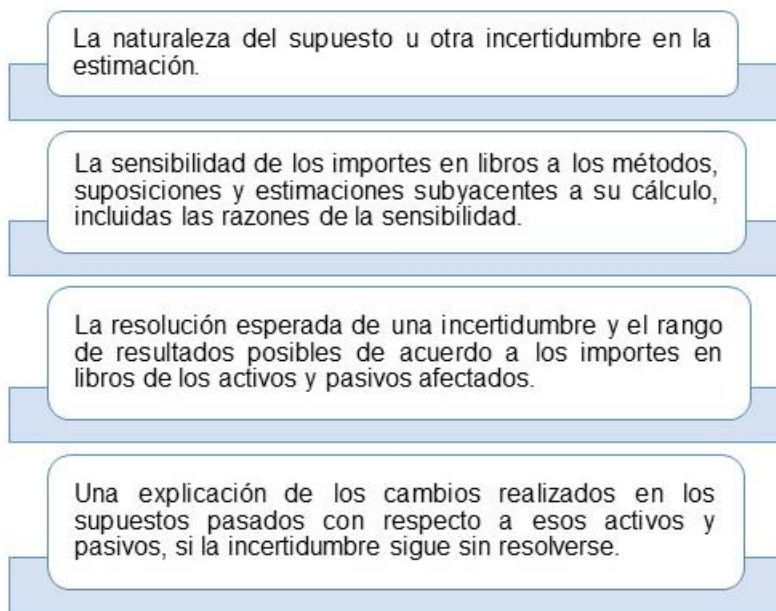 La naturaleza del supuesto u otra incertidumbre en la
estimación.
La sensibilidad de los importes en libros a los métodos,
suposiciones y estimaciones subyacentes a su cálculo,
incluidas las razones de la sensibilidad.
La resolución esperada de una incertidumbre y el rango
de resultados posibles de acuerdo a los importes en
libros de los activos y pasivos afectados.
Una explicación de los cambios realizados en los
supuestos pasados con respecto a esos activos y
pasivos, si la incertidumbre sigue sin resolverse.